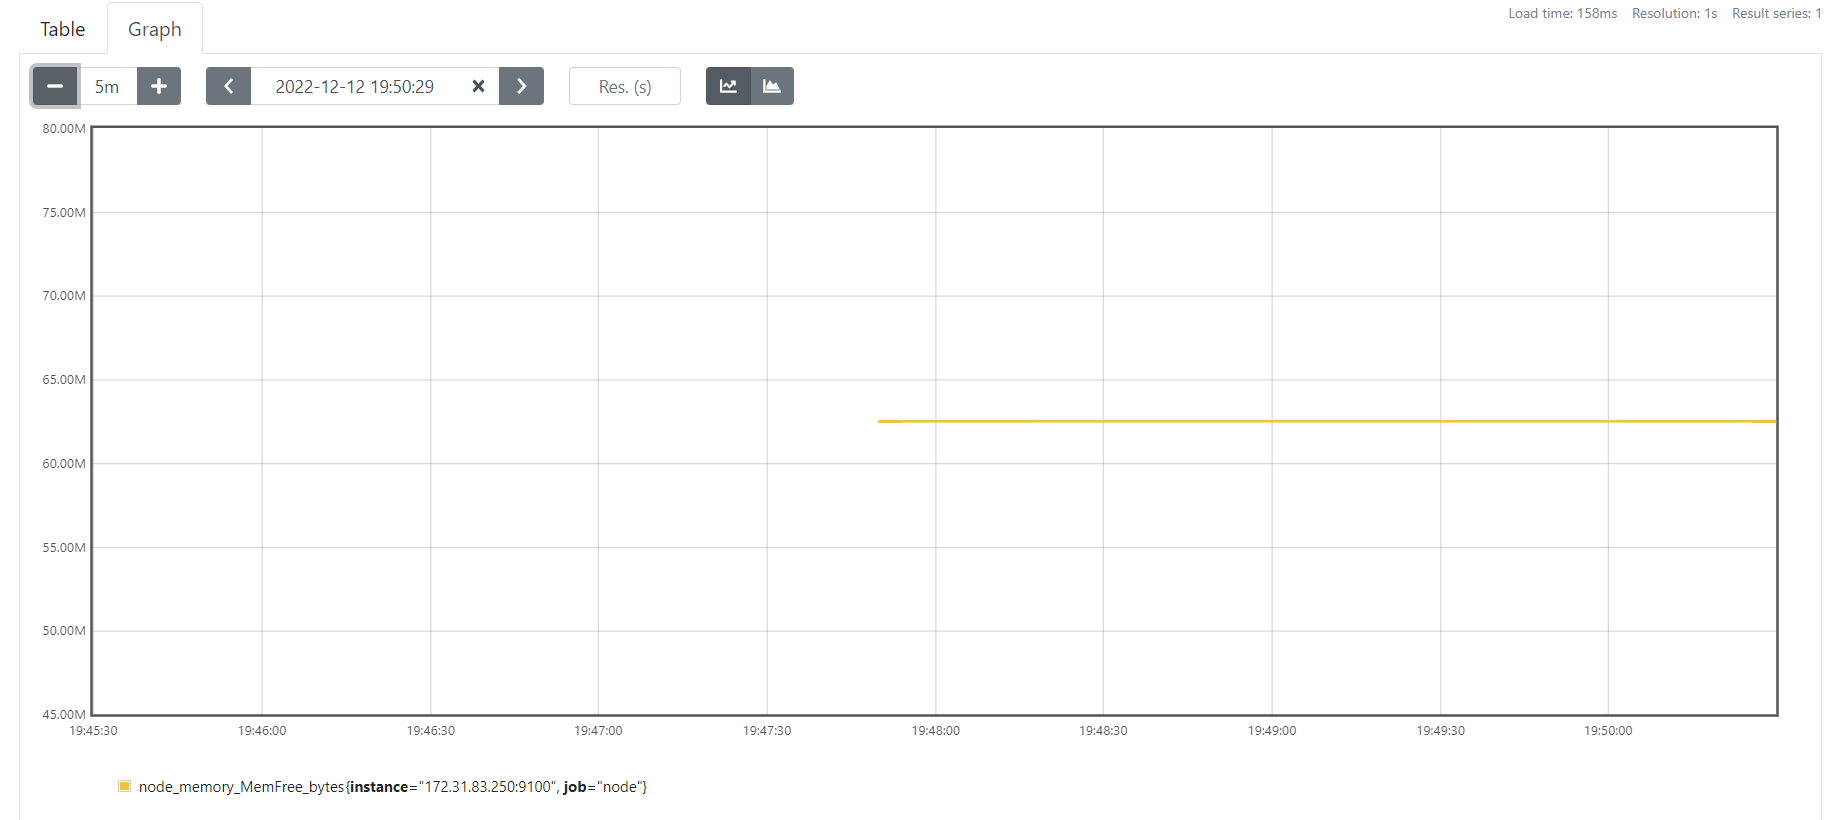 Load time: 158ms Resolution: 1s Result series: 1
Table Graph
5m 2022-12-12 19:50:29 Res. (s)
80.00M
75.00M
70.00M
65.00M
60.00M
55.00M
50.00M
45.00M
19:45:30 19:46:00 19:46:30 19:47:00 19:47:30 19:48:00 19:48:30 19:49:00 19:49:30 19:50:00
node_memory_MemFree_bytes{instance="172.31.83.250:9100", job="node"}